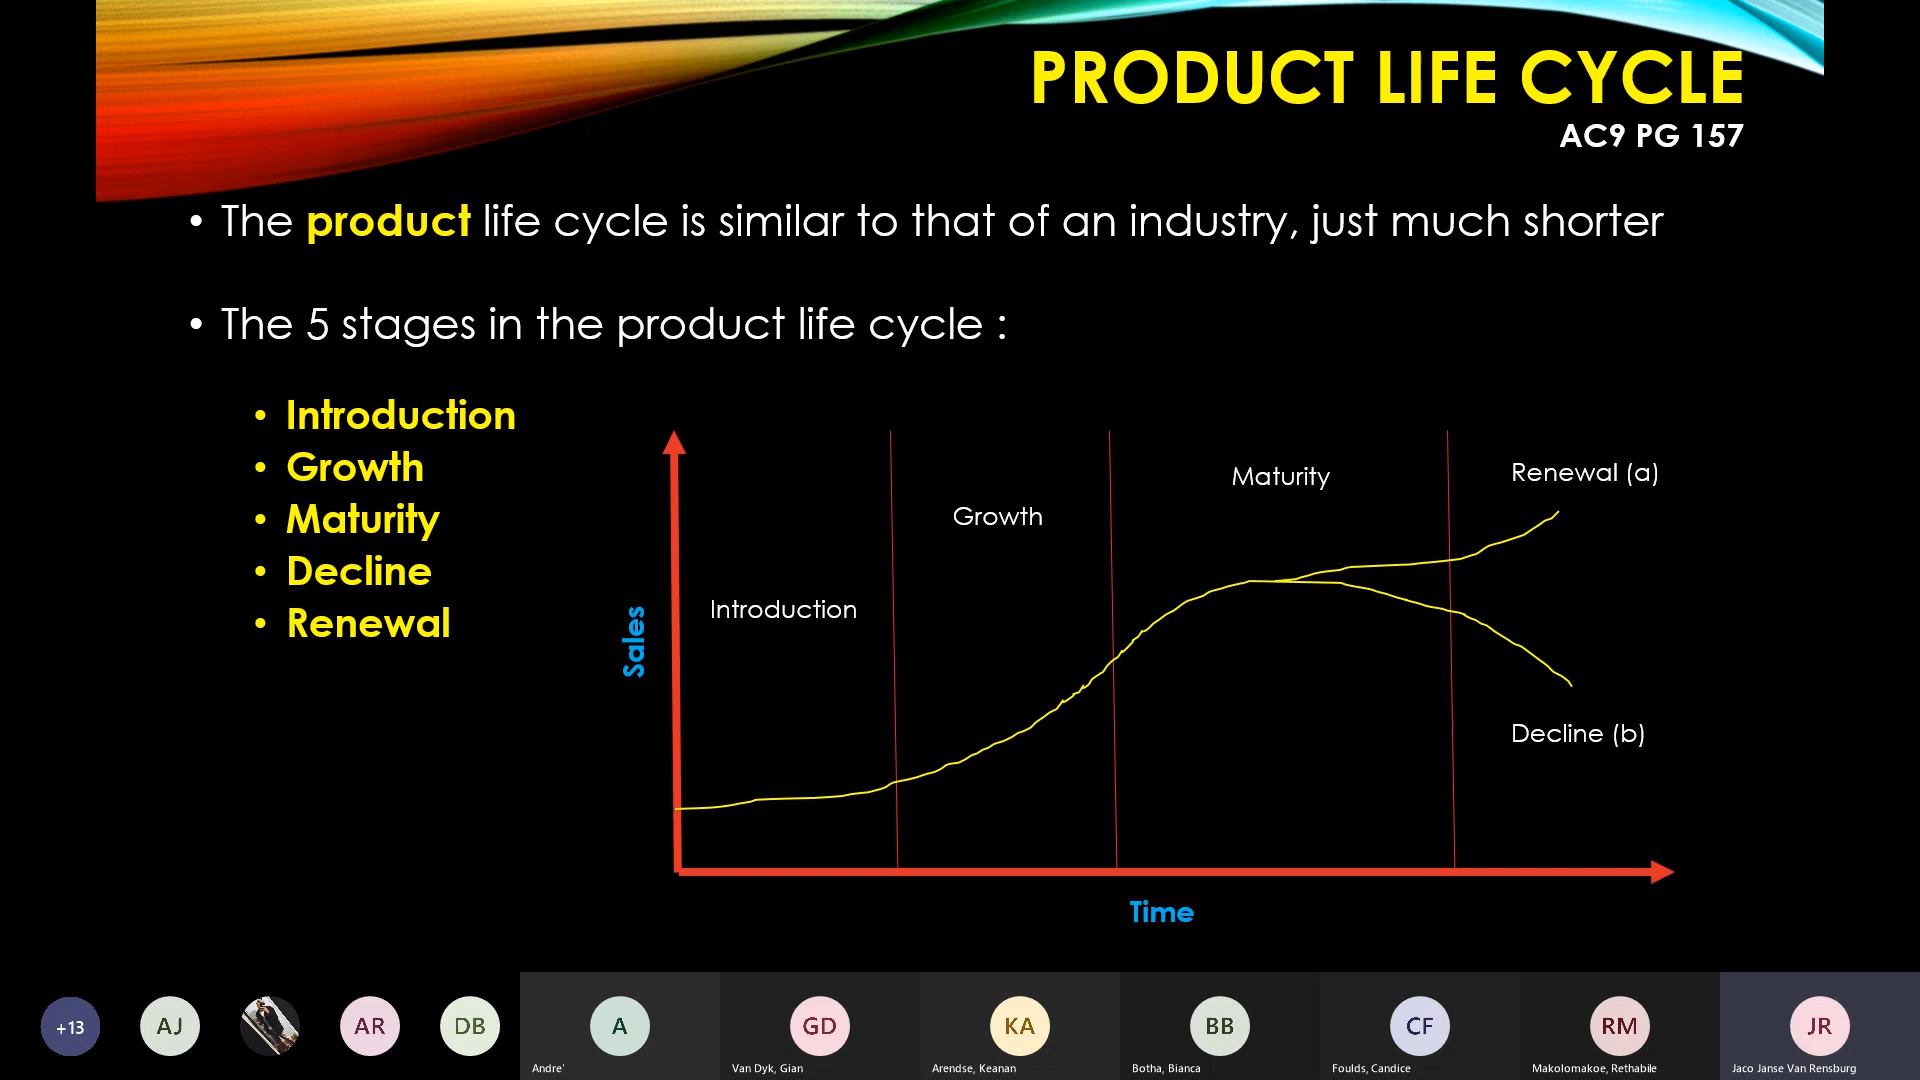 PRODUCT LIFE CYCLE
AC9 PG 157
• The product life cycle is similar to that of an industry, just much shorter
• The 5 stages in the product life cycle :
• Introduction
• Growth
• Maturity
• Decline
• Renewal
Renewal (a)
Maturity
Growth
Introduction
Sales
Decline (b)
Time
+13
AJ
AR
DB
A
GD
KA
BB
CF
RM
JR
Andre'
Van Dyk, Gian
Arendse, Keanan
Botha, Bianca
Foulds, Candice
Makolomakoe, Rethabile
Jaco Janse Van Rensburg